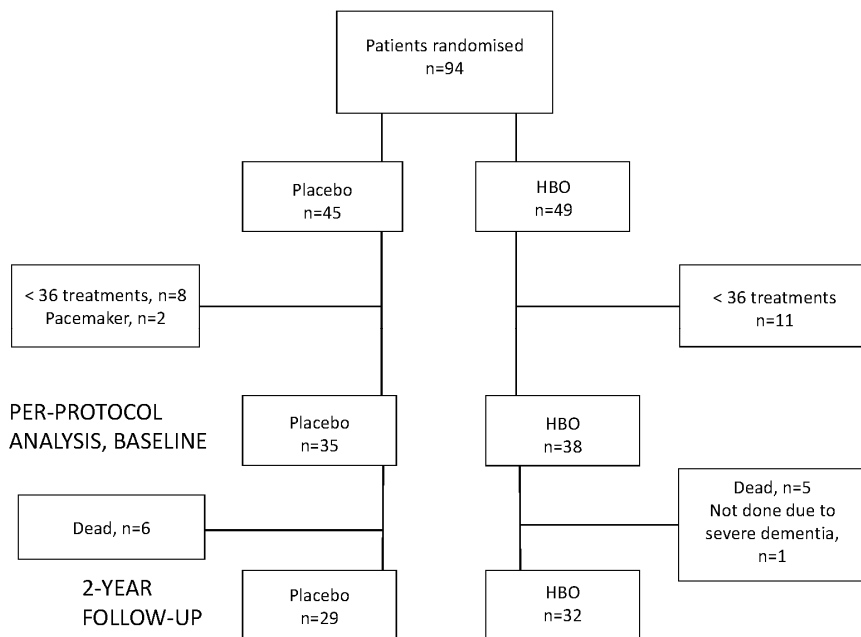 Patients randomised
n=94
Placebo
n=45
HBO
n=49
< 36 treatments, n=8
Pacemaker, n=2
< 36 treatments
n=11
PER-PROTOCOL
ANALYSIS, BASELINE
Placebo
n=35
HBO
n=38
Dead, n=6
Dead, n=5
Not done due to
severe dementia,
n=1
2-YEAR
FOLLOW-UP
Placebo
n=29
HBO
n=32